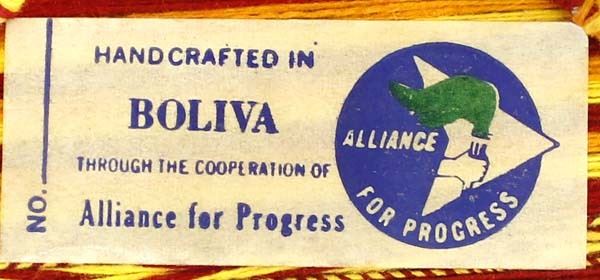 NO.
HANDCRAFTED IN
BOLIVA
THROUGH THE COOPERATION OF
Alliance for Progress
ALLIANCE
FOR PROGRESS